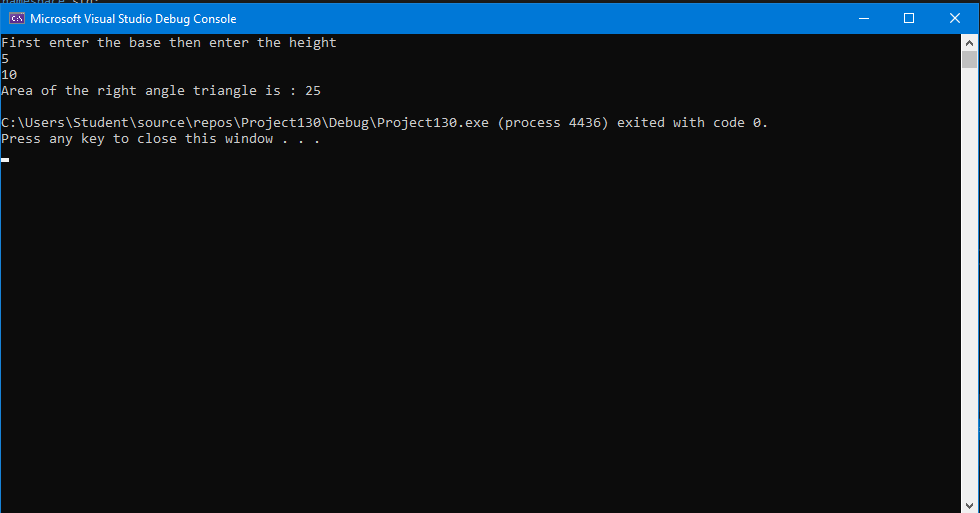 namespace std;
Microsoft Visual Studio Debug Console
First enter the base then enter the height
5
10
Area of the right angle triangle is : 25
C:\Users\Student\source\repos\Project130\Debug\Project130.exe (process 4436) exited with code 0.
Press any key to close this window . . .